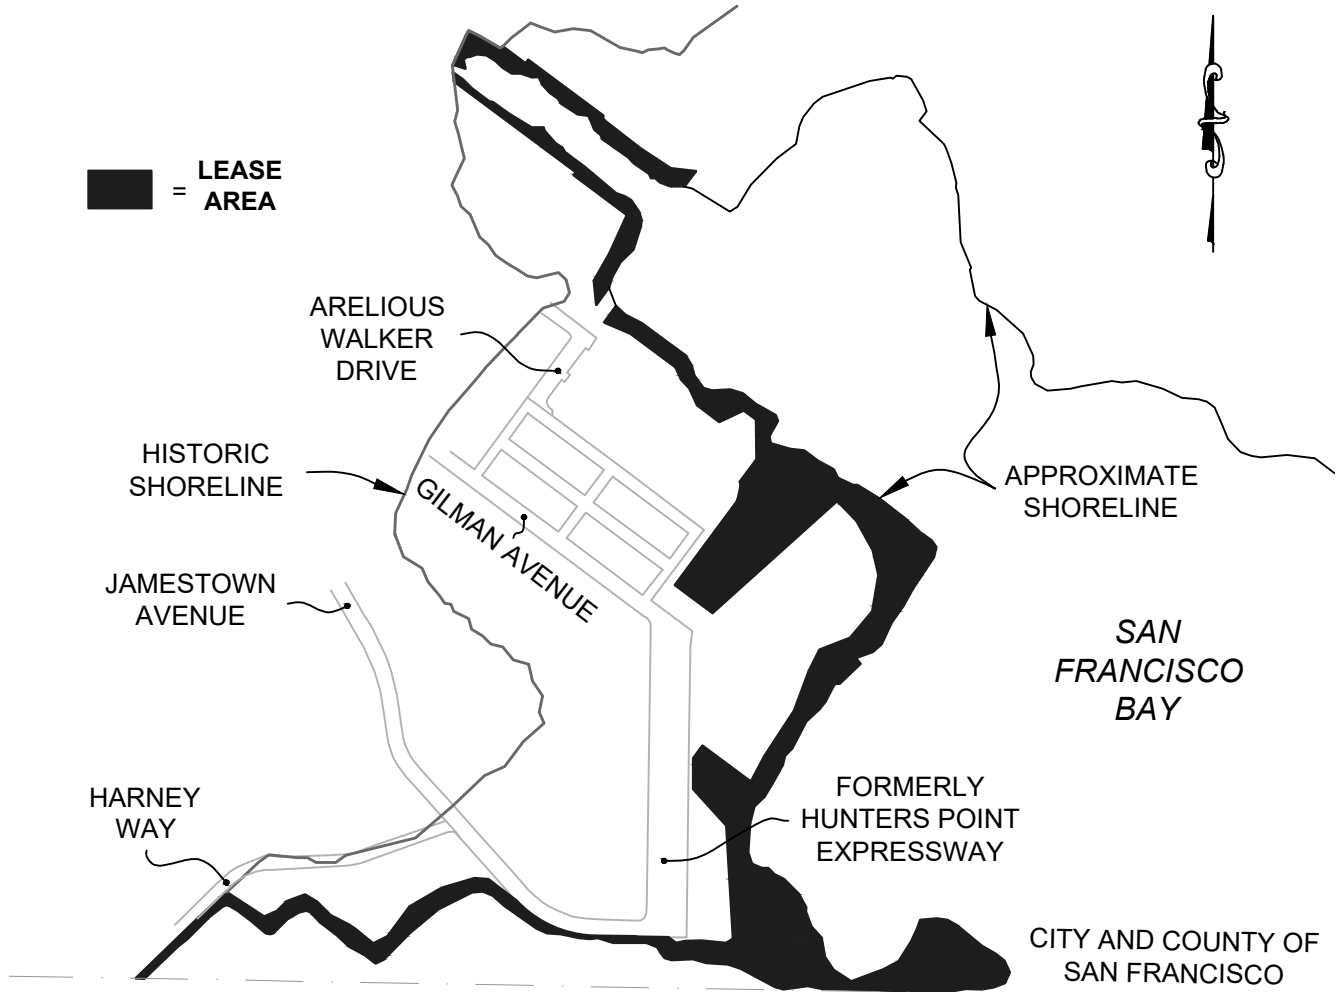 = LEASE
AREA
ARELIOUS
WALKER
DRIVE
HISTORIC
SHORELINE
GILMAN AVENUE
APPROXIMATE
SHORELINE
JAMESTOWN
AVENUE
SAN
FRANCISCO
BAY
HARNEY
WAY
FORMERLY
HUNTERS POINT
EXPRESSWAY
CITY AND COUNTY OF
SAN FRANCISCO